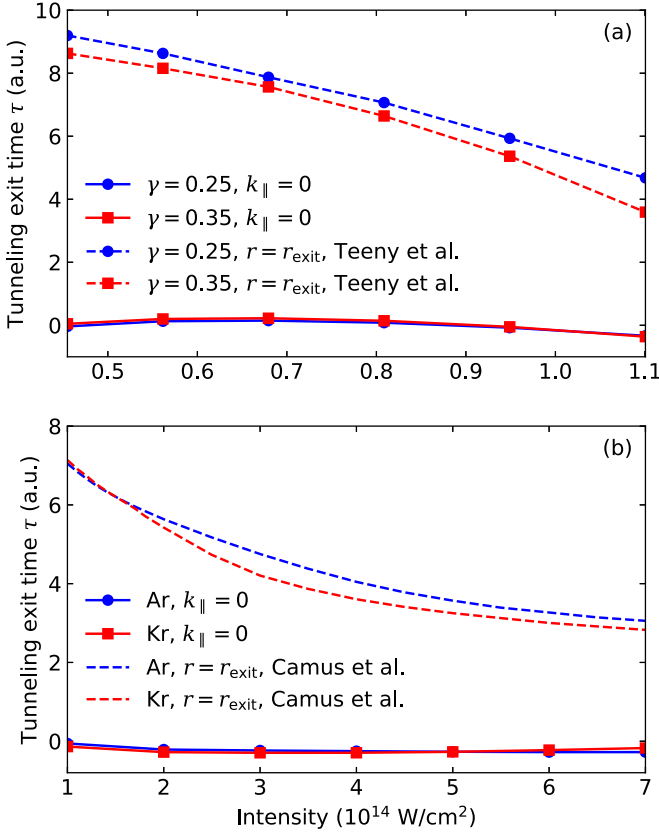 (a)
Tunneling exit time τ (a.u.)
10
8
6
4
2
0
γ = 0.25, k∥ = 0
γ = 0.35, k∥ = 0
γ = 0.25, r = r_exit, Teeny et al.
γ = 0.35, r = r_exit, Teeny et al.
0.5 0.6 0.7 0.8 0.9 1.0 1.1
(b)
Tunneling exit time τ (a.u.)
8
6
4
2
0
Ar, k∥ = 0
Kr, k∥ = 0
Ar, r = r_exit, Camus et al.
Kr, r = r_exit, Camus et al.
1 2 3 4 5 6 7
Intensity (10¹⁴ W/cm²)